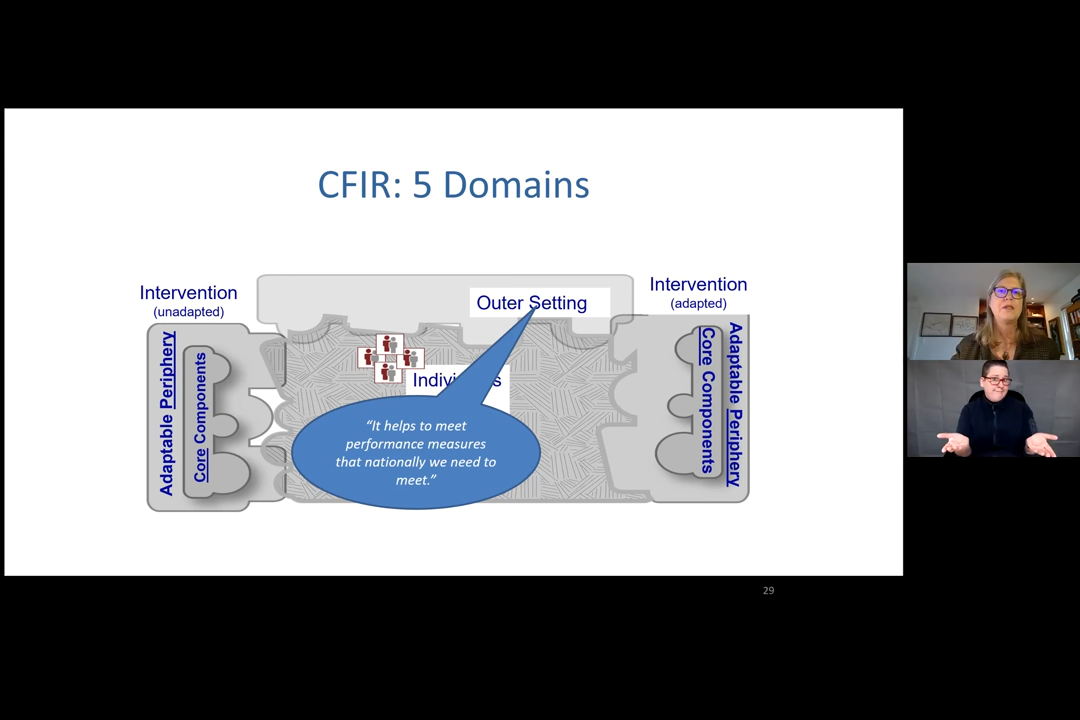 CFIR: 5 Domains
Intervention
(unadapted)
Adaptable Periphery
Core Components
Outer Setting
Intervention
(adapted)
Core Components
Adaptable Periphery
“It helps to meet
performance measures
that nationally we need to
meet.”
29